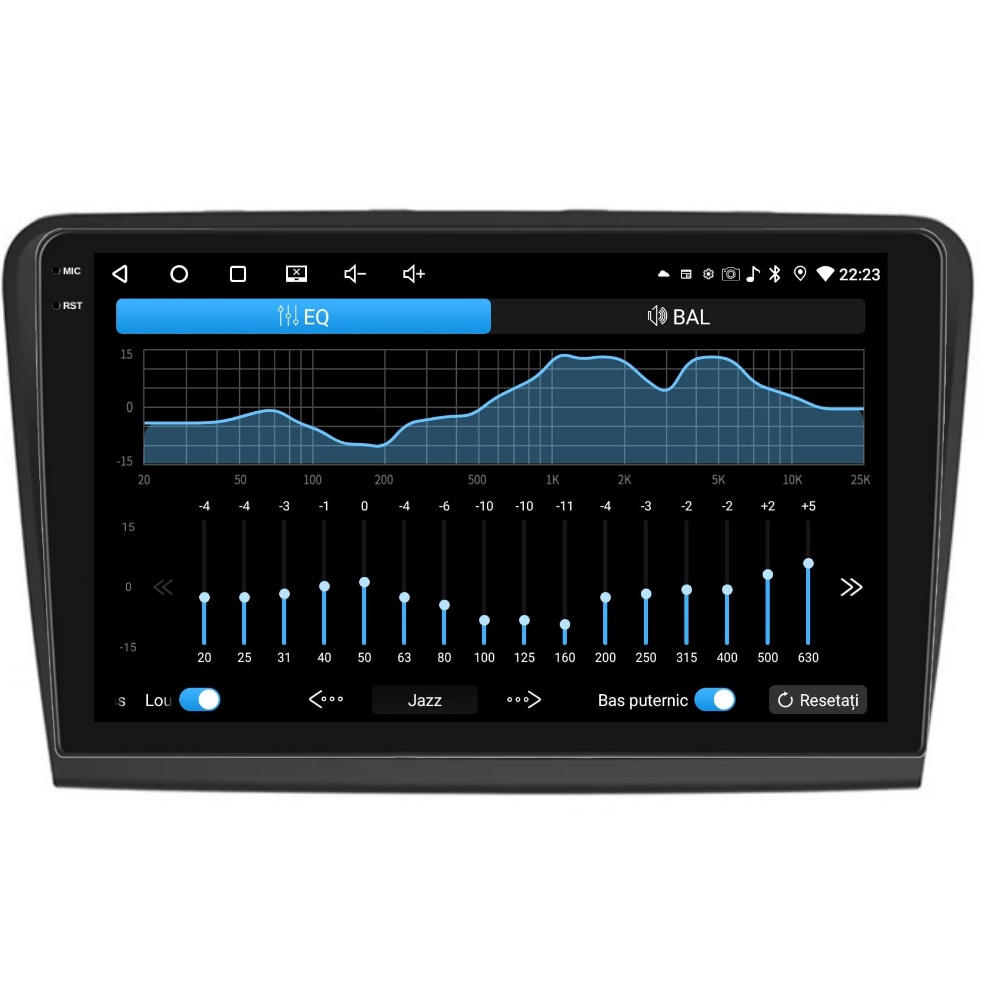 MIC
22:23
RST
EQ BAL
15
0
-15
20 50 100 200 500 1K 2K 5K 10K 25K
-4 -4 -3 -1 0 -4 -6 -10 -10 -11 -4 -3 -2 -2 +2 +5
15
0
-15
20 25 31 40 50 63 80 100 125 160 200 250 315 400 500 630
s Lou Jazz Bas puternic Resetați